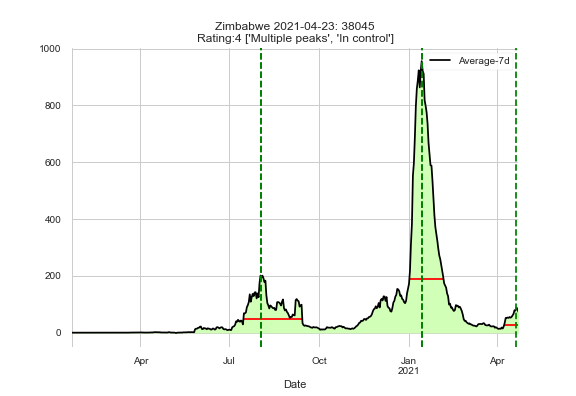 Zimbabwe 2021-04-23: 38045
Rating:4 ['Multiple peaks', 'In control']
1000
800
600
400
200
0
Average-7d
Apr
Jul
Oct
Jan
2021
Apr
Date